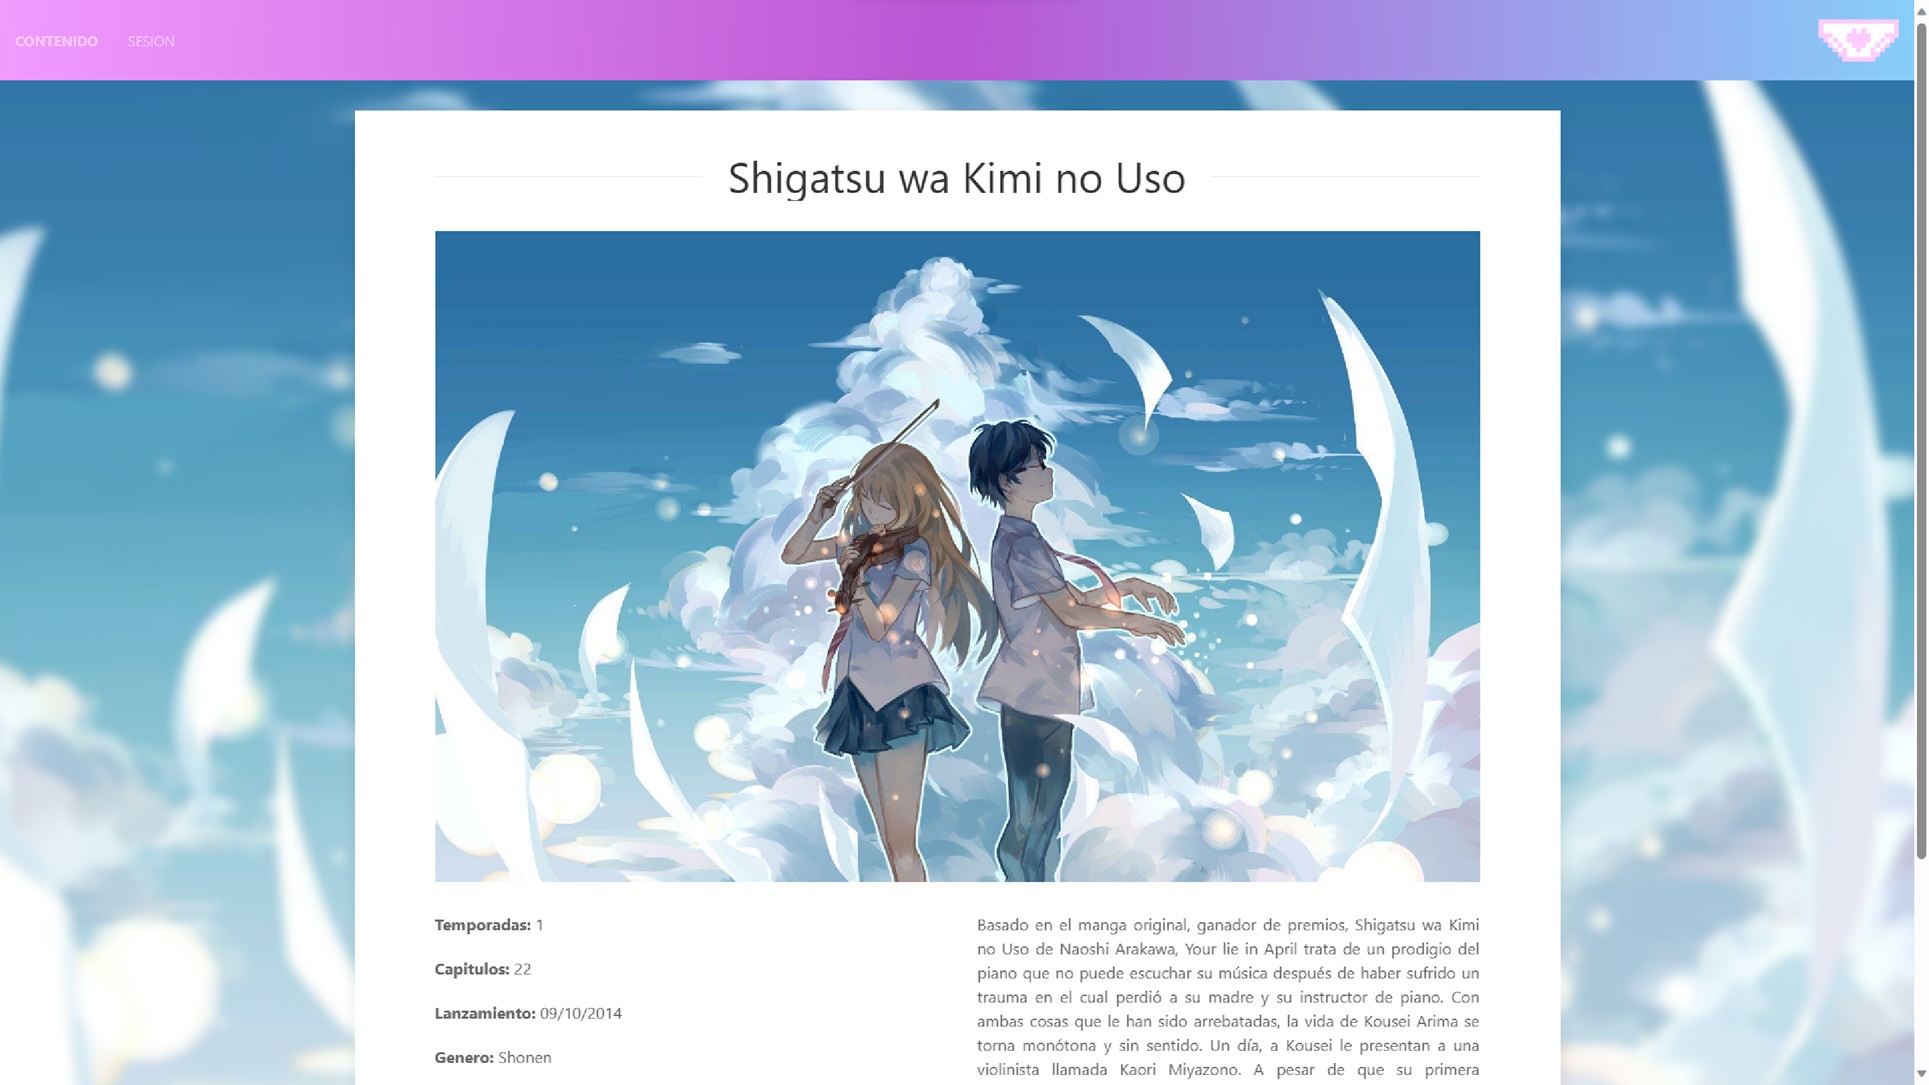 CONTENIDO SESION
Shigatsu wa Kimi no Uso
Temporadas: 1
Capitulos: 22
Lanzamiento: 09/10/2014
Genero: Shonen
Basado en el manga original, ganador de premios, Shigatsu wa Kimi
no Uso de Naoshi Arakawa, Your lie in April trata de un prodigio del
piano que no puede escuchar su música después de haber sufrido un
trauma en el cual perdió a su madre y su instructor de piano. Con
ambas cosas que le han sido arrebatadas, la vida de Kousei Arima se
torna monótona y sin sentido. Un día, a Kousei le presentan a una
violinista llamada Kaori Miyazono. A pesar de que su primera